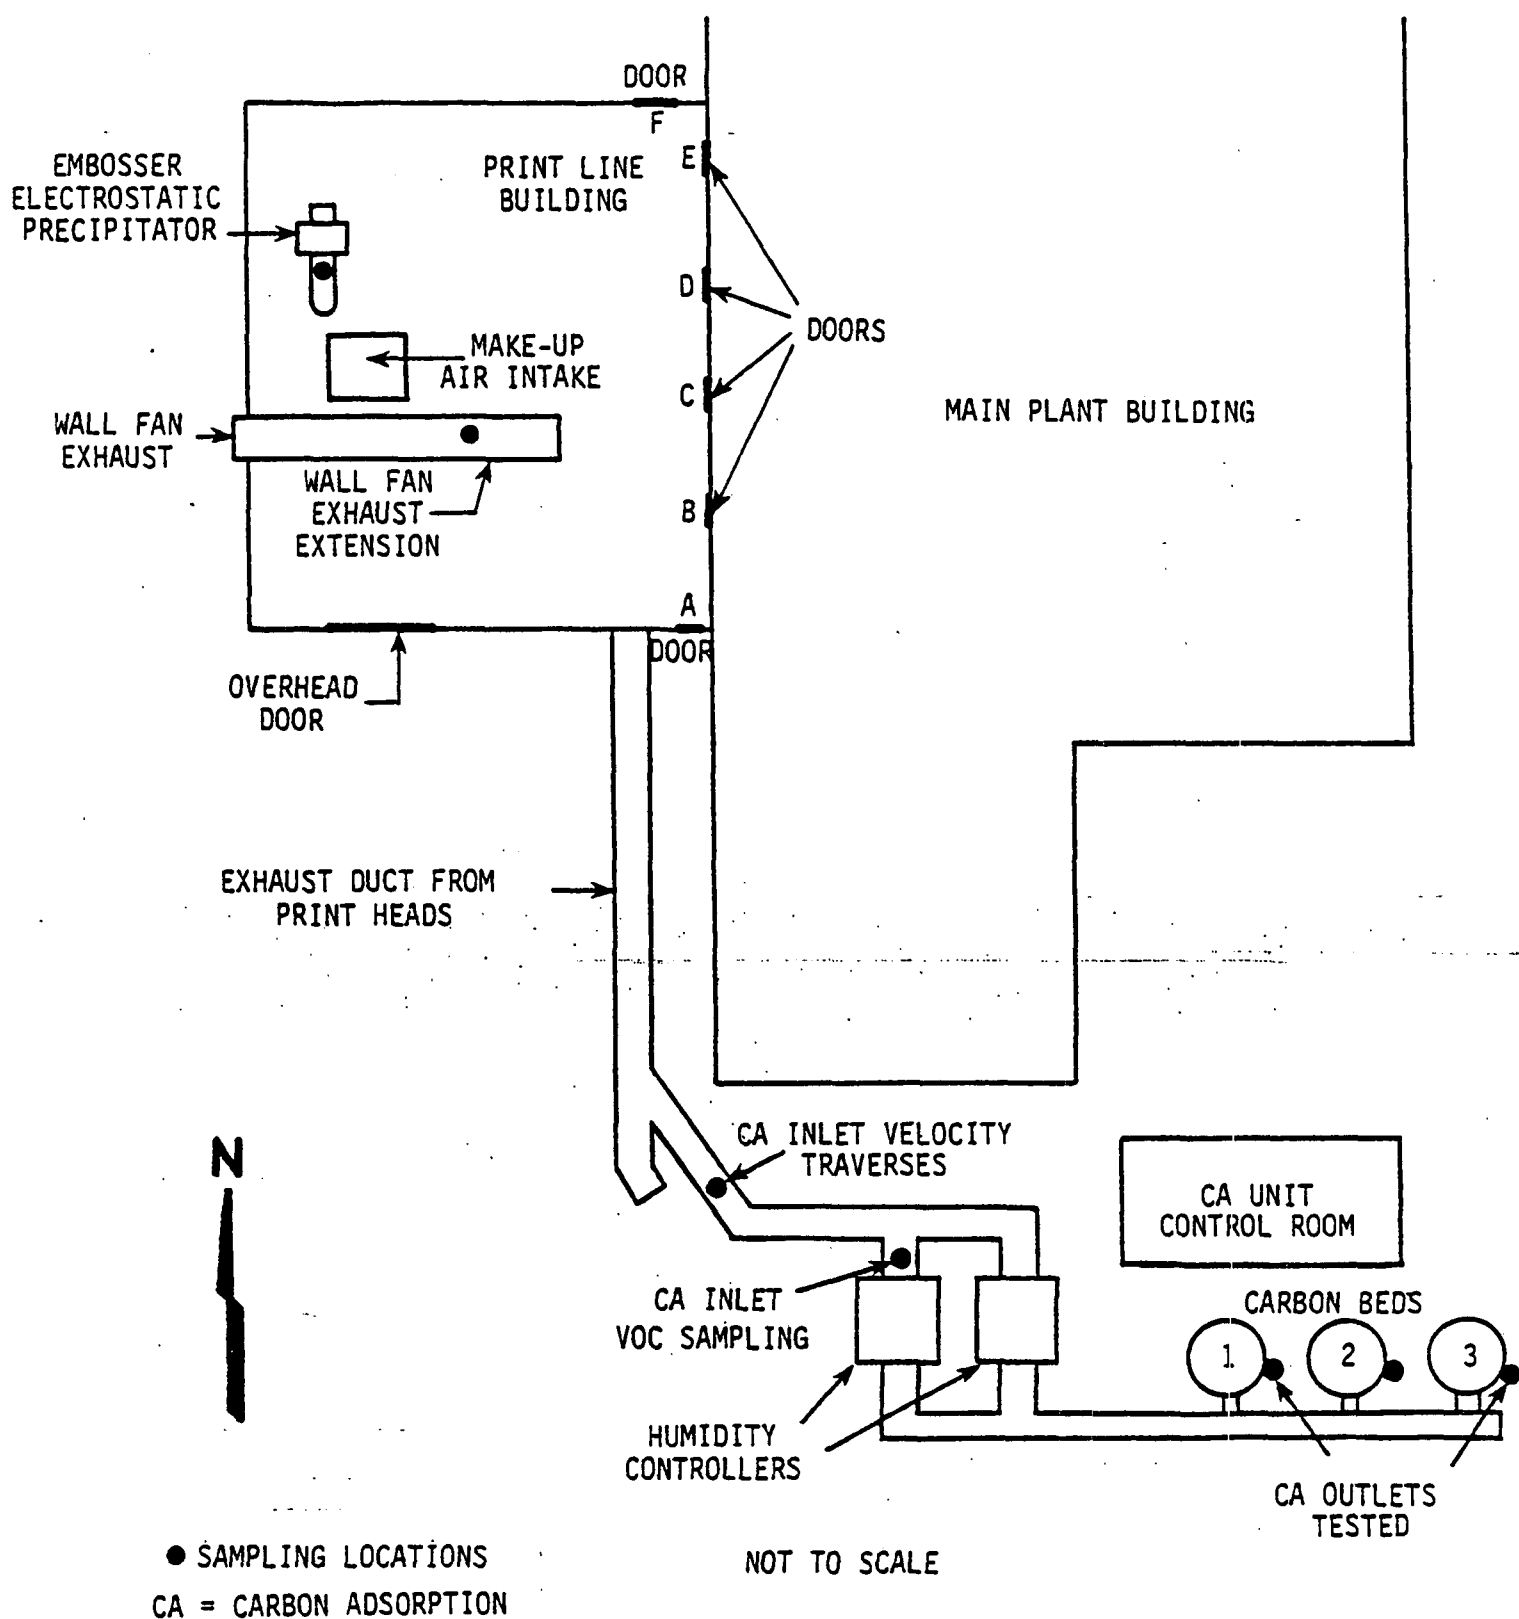 DOOR
F
E
EMBOSSER
ELECTROSTATIC
PRECIPITATOR
PRINT LINE
BUILDING
D
DOORS
MAKE-UP
AIR INTAKE
C
MAIN PLANT BUILDING
WALL FAN
EXHAUST
WALL FAN
EXHAUST
EXTENSION
B
A
DOOR
OVERHEAD
DOOR
EXHAUST DUCT FROM
PRINT HEADS
N
CA INLET VELOCITY
TRAVERSES
CA UNIT
CONTROL ROOM
CA INLET
VOC SAMPLING
CARBON BEDS
1
2
3
HUMIDITY
CONTROLLERS
CA OUTLETS
TESTED
SAMPLING LOCATIONS
NOT TO SCALE
CA = CARBON ADSORPTION